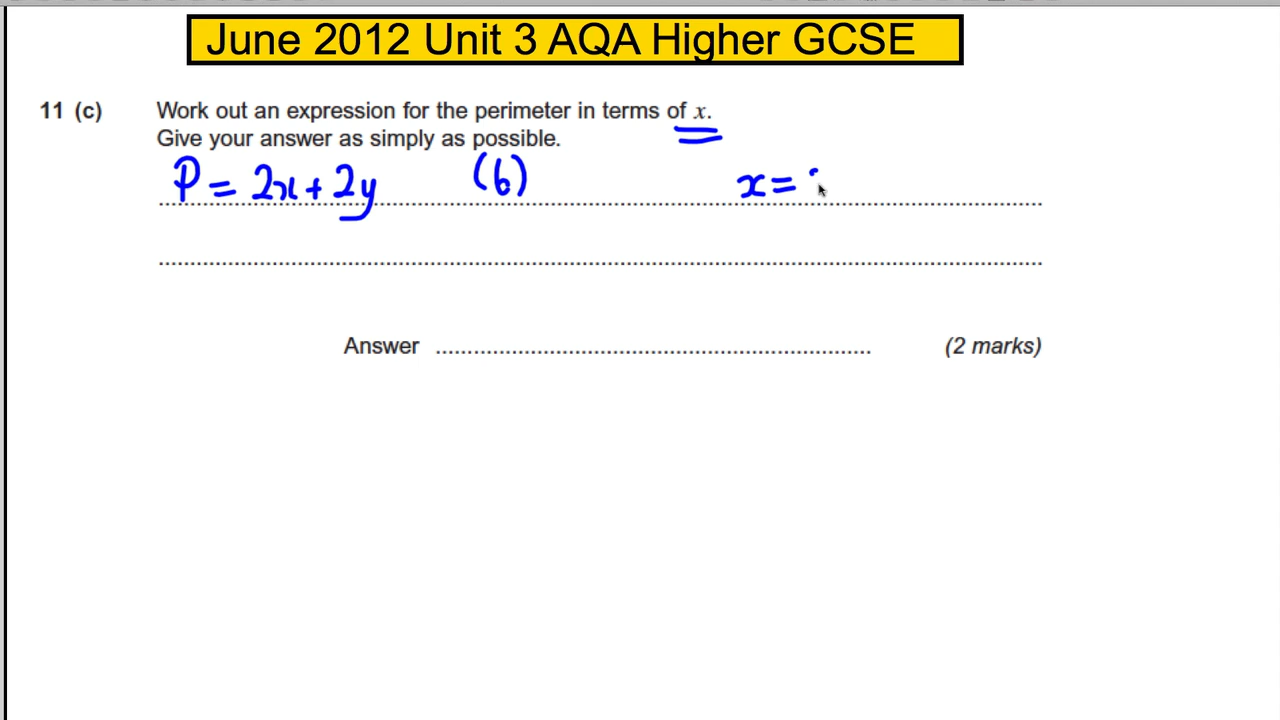 June 2012 Unit 3 AQA Higher GCSE
11 (c) Work out an expression for the perimeter in terms of x.
Give your answer as simply as possible.
P = 2x + 2y (b) x =
Answer ........................................ (2 marks)